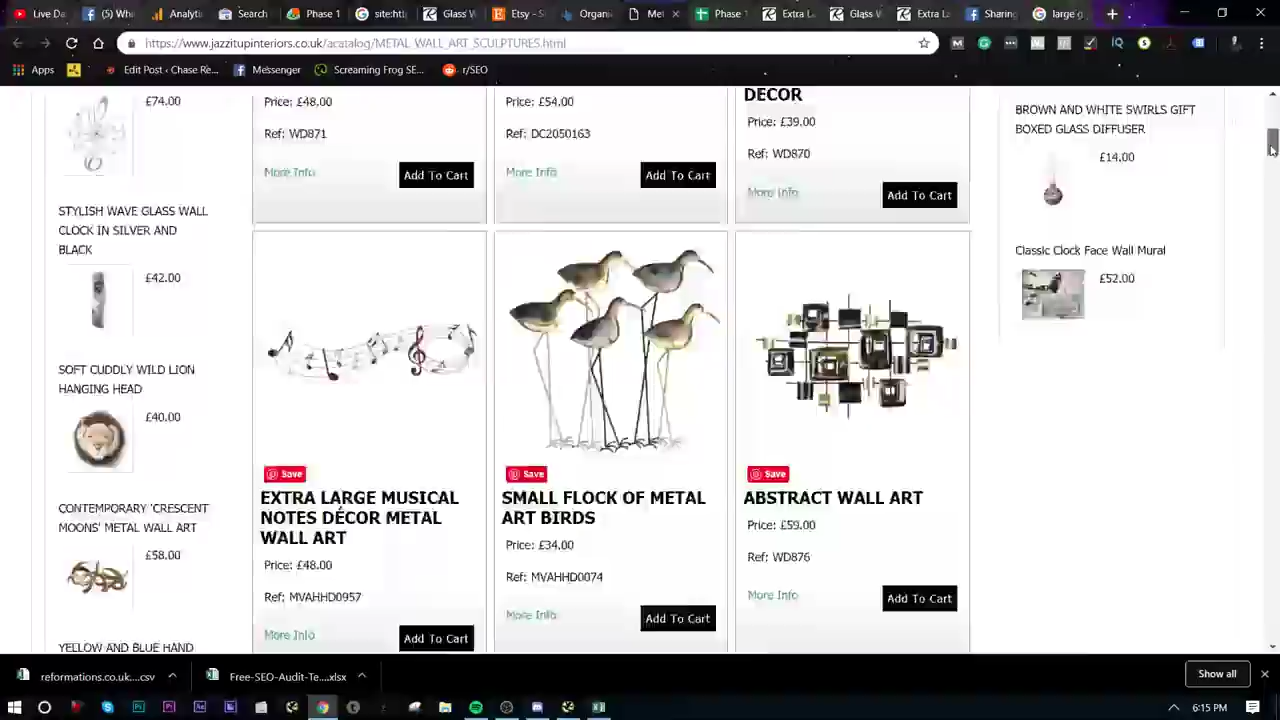 Live Da
Analytic
Search
Phase 1
site:htt
Glass W
Etsy - S
Organic
Met
Phase 1
Extra L
Glass W
Extra L
Sharing
large g
https://www.jazzitupinteriors.co.uk/acatalog/METAL_WALL_ART_SCULPTURES.html
Apps
Edit Post ‹ Chase Re...
Messenger
Screaming Frog SE...
r/SEO
£74.00
STYLISH WAVE GLASS WALL
CLOCK IN SILVER AND
BLACK
£42.00
SOFT CUDDLY WILD LION
HANGING HEAD
£40.00
CONTEMPORARY 'CRESCENT
MOONS' METAL WALL ART
£58.00
YELLOW AND BLUE HAND
Price: £48.00
Ref: WD871
More Info
Add To Cart
Price: £54.00
Ref: DC2050163
More Info
Add To Cart
DECOR
Price: £39.00
Ref: WD870
More Info
Add To Cart
Save
EXTRA LARGE MUSICAL
NOTES DÉCOR METAL
WALL ART
Price: £48.00
Ref: MVAHHD0957
More Info
Add To Cart
Save
SMALL FLOCK OF METAL
ART BIRDS
Price: £34.00
Ref: MVAHHD0074
More Info
Add To Cart
Save
ABSTRACT WALL ART
Price: £59.00
Ref: WD876
More Info
Add To Cart
BROWN AND WHITE SWIRLS GIFT
BOXED GLASS DIFFUSER
£14.00
Classic Clock Face Wall Mural
£52.00
reformations.co.uk....csv
Free-SEO-Audit-Te....xlsx
Show all
6:15 PM